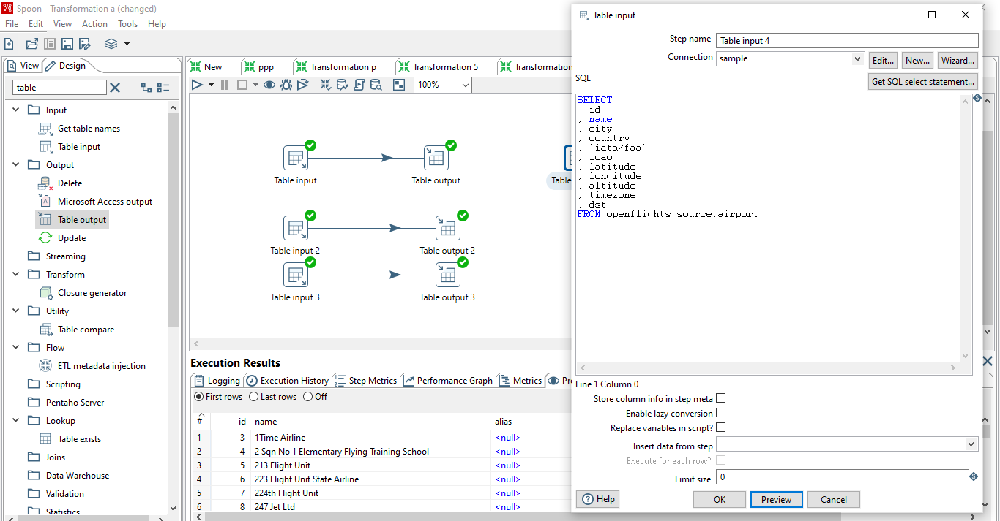 Spoon - Transformation a (changed)
File Edit View Action Tools Help
View Design
table
Input
Get table names
Table input
Output
Delete
Microsoft Access output
Table output
Update
Streaming
Transform
Closure generator
Utility
Table compare
Flow
ETL metadata injection
Scripting
Pentaho Server
Lookup
Table exists
Joins
Data Warehouse
Validation
Statistics
New ppp Transformation p Transformation 5 Transformation
100%
Table input Table output
Table
Table input 2 Table output 2
Table input 3 Table output 3
Execution Results
Logging Execution History Step Metrics Performance Graph Metrics Pr
First rows Last rows Off
# id name alias
1 3 1Time Airline <null>
2 4 2 Sqn No 1 Elementary Flying Training School <null>
3 5 213 Flight Unit <null>
4 6 223 Flight Unit State Airline <null>
5 7 224th Flight Unit <null>
6 8 247 Jet Ltd <null>
Table input
Step name Table input 4
Connection sample Edit... New... Wizard...
SQL Get SQL select statement...
SELECT
id
, name
, city
, country
, `iata/faa`
, icao
, latitude
, longitude
, altitude
, timezone
, dst
FROM openflights_source.airport
Line 1 Column 0
Store column info in step meta
Enable lazy conversion
Replace variables in script?
Insert data from step
Execute for each row?
Limit size 0
Help OK Preview Cancel